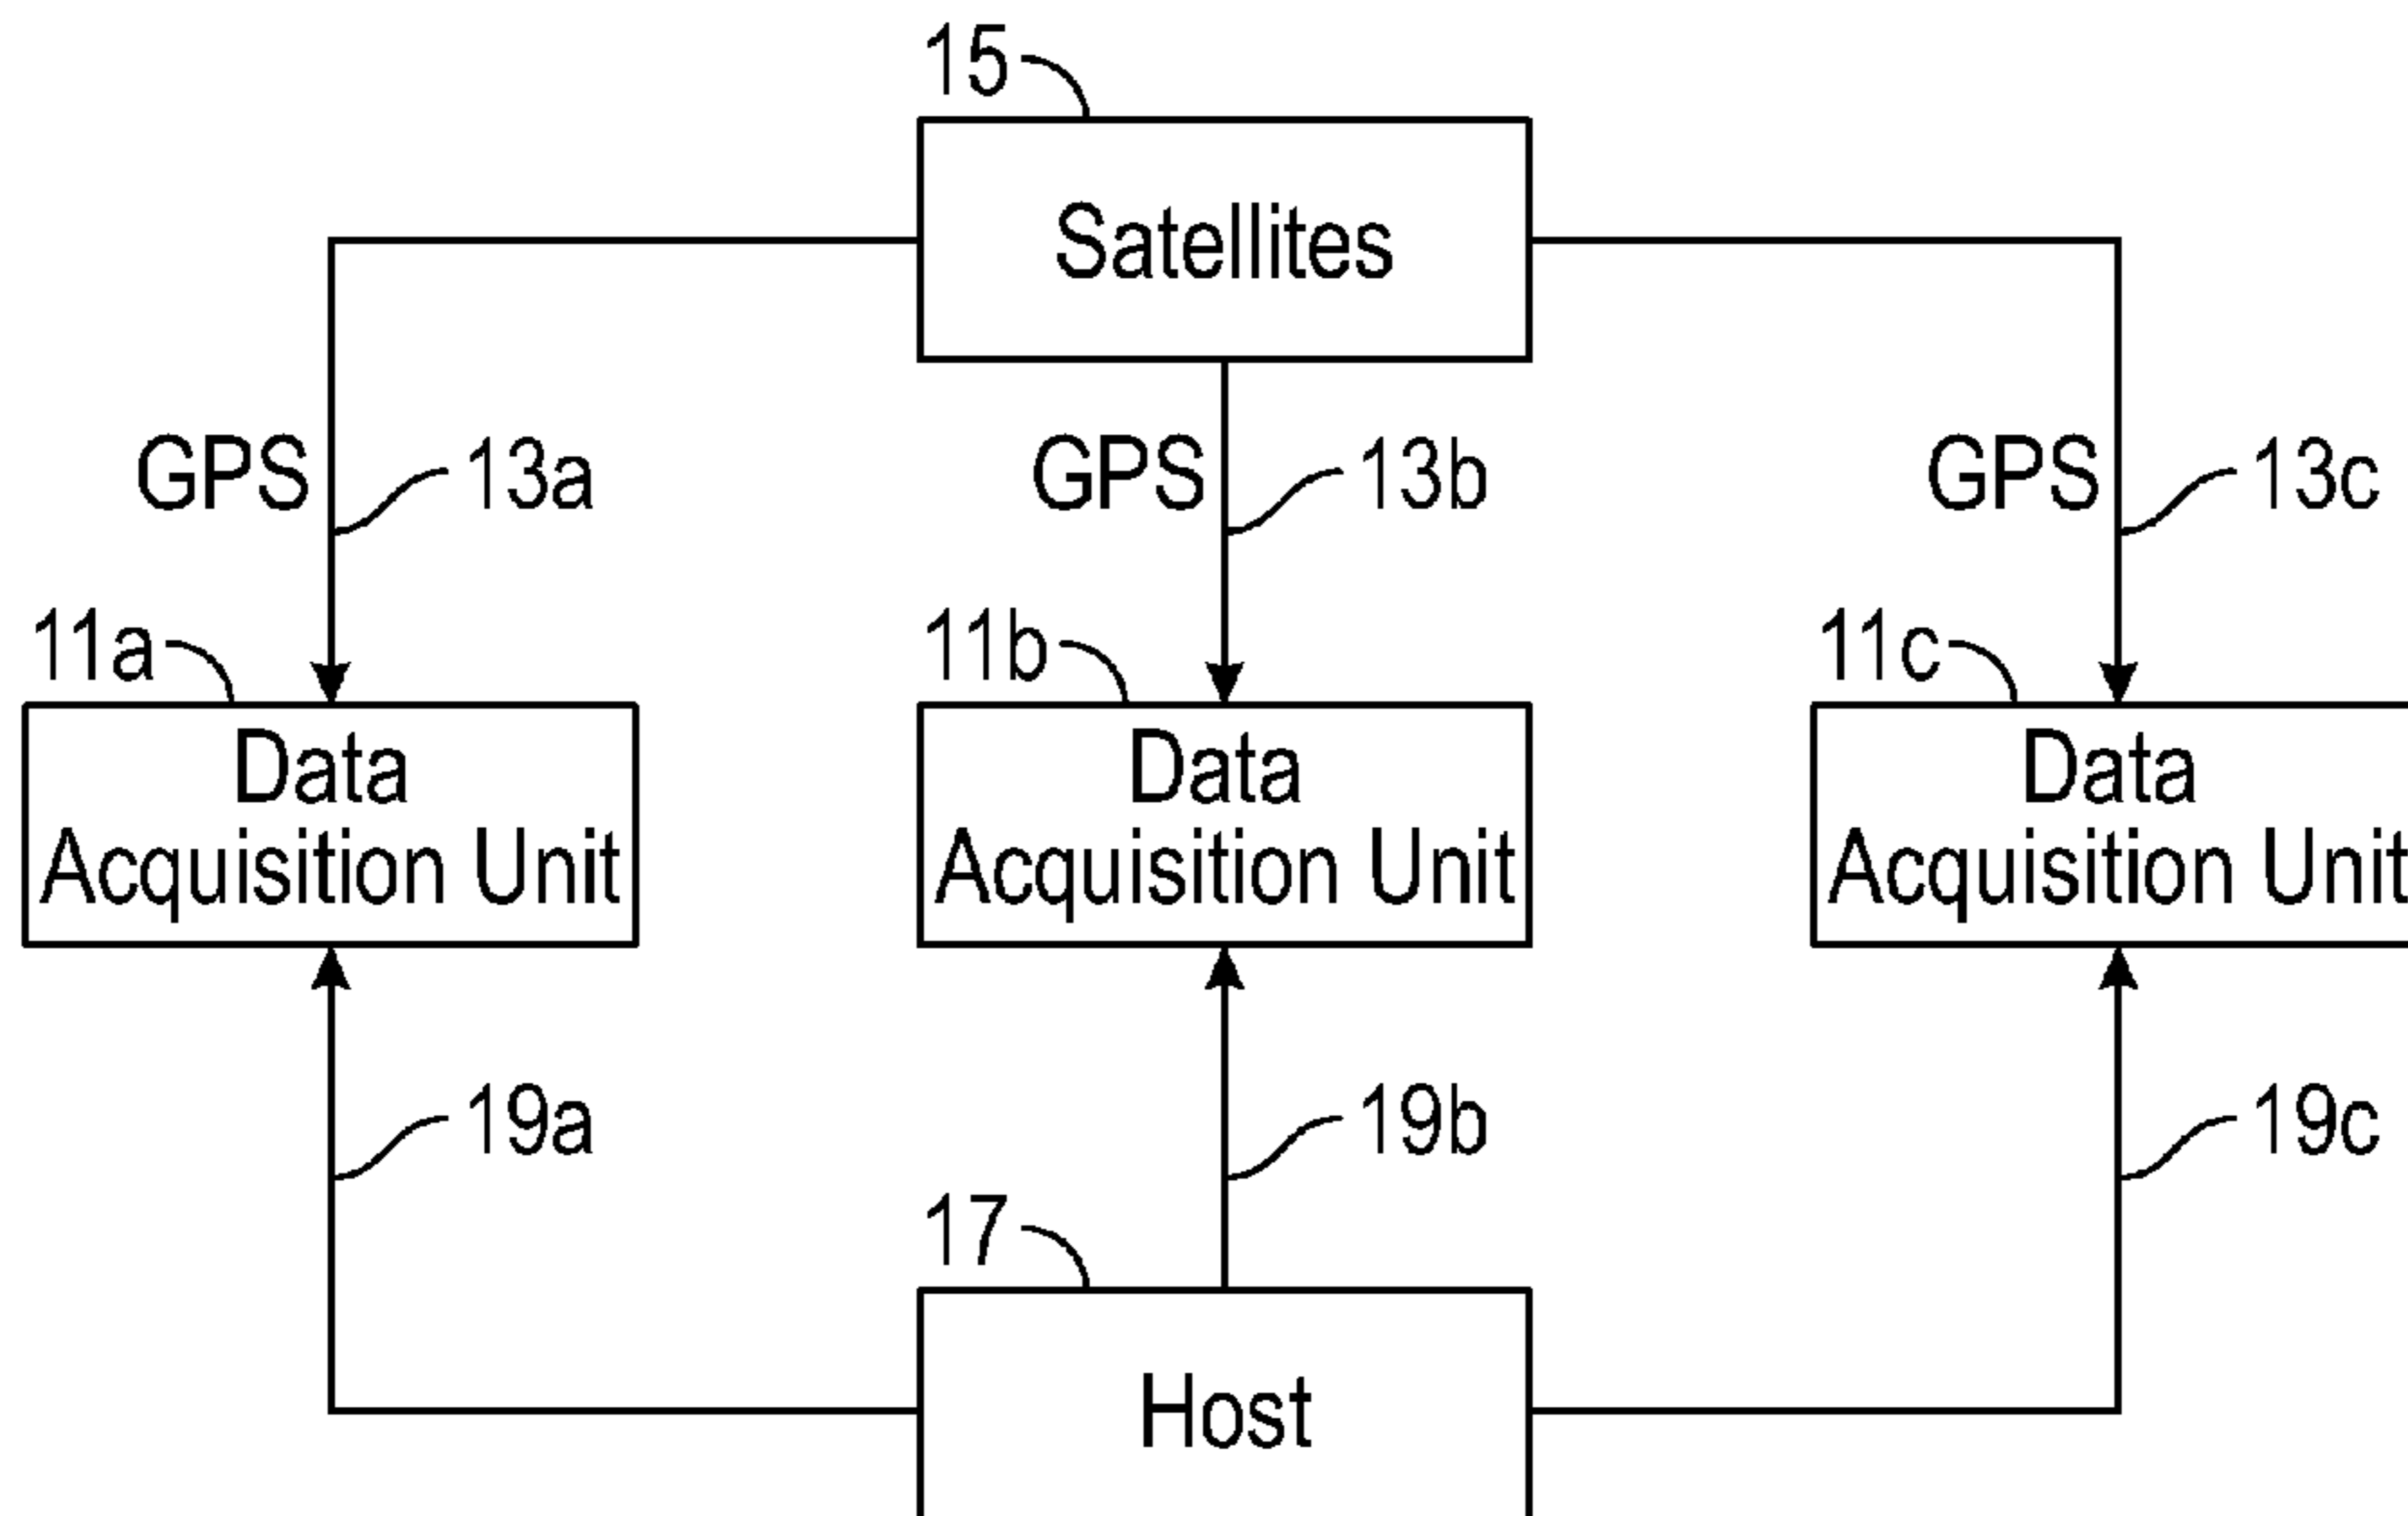 15
Satellites
GPS 13a GPS 13b GPS 13c
11a 11b 11c
Data Data Data
Acquisition Unit Acquisition Unit Acquisition Unit
19a 19b 19c
17
Host